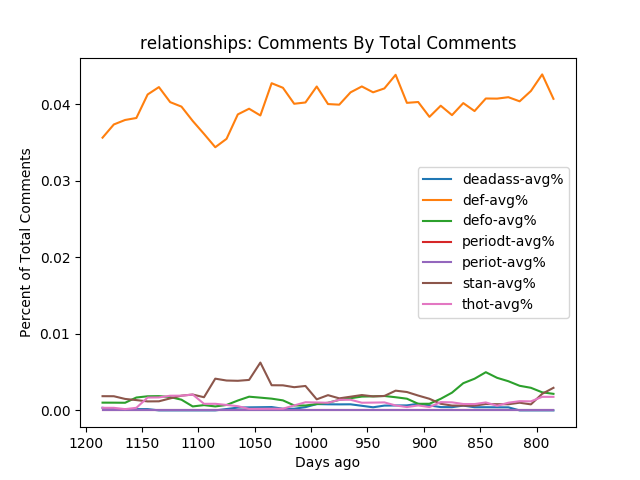 relationships: Comments By Total Comments
Percent of Total Comments
0.04
0.03
0.02
0.01
0.00
deadass-avg%
def-avg%
defo-avg%
periodt-avg%
periot-avg%
stan-avg%
thot-avg%
1200 1150 1100 1050 1000 950 900 850 800
Days ago